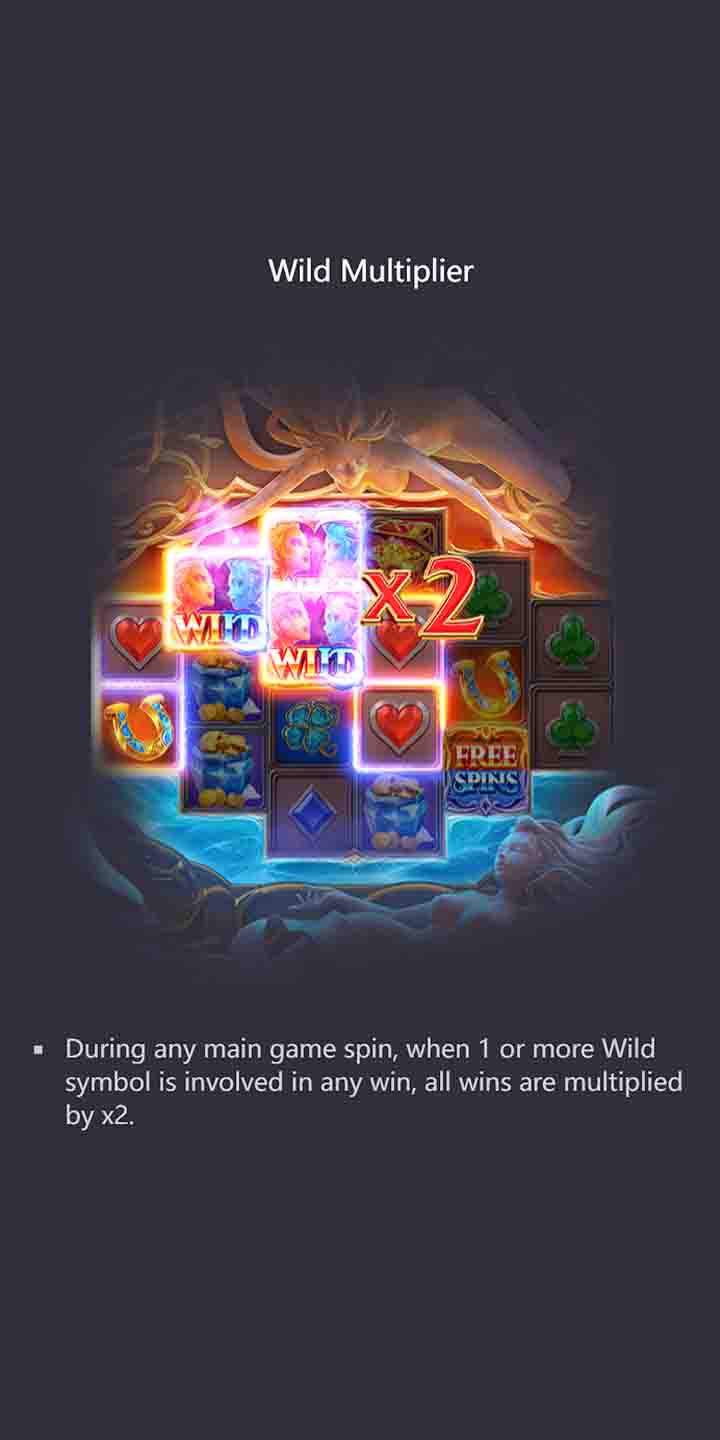 Wild Multiplier
x2
WILD
WILD
FREE
SPINS
▪ During any main game spin, when 1 or more Wild
symbol is involved in any win, all wins are multiplied
by x2.